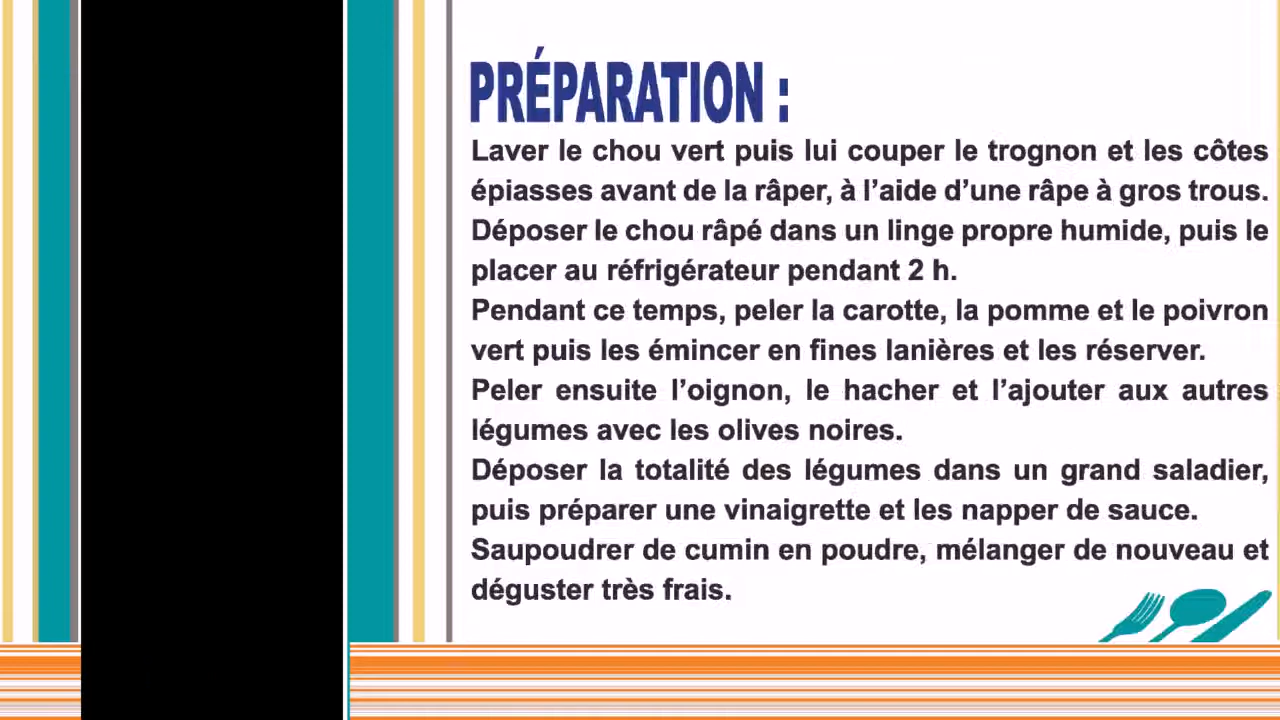 PRÉPARATION :
Laver le chou vert puis lui couper le trognon et les côtes
épiasses avant de la râper, à l’aide d’une râpe à gros trous.
Déposer le chou râpé dans un linge propre humide, puis le
placer au réfrigérateur pendant 2 h.
Pendant ce temps, peler la carotte, la pomme et le poivron
vert puis les émincer en fines lanières et les réserver.
Peler ensuite l’oignon, le hacher et l’ajouter aux autres
légumes avec les olives noires.
Déposer la totalité des légumes dans un grand saladier,
puis préparer une vinaigrette et les napper de sauce.
Saupoudrer de cumin en poudre, mélanger de nouveau et
déguster très frais.